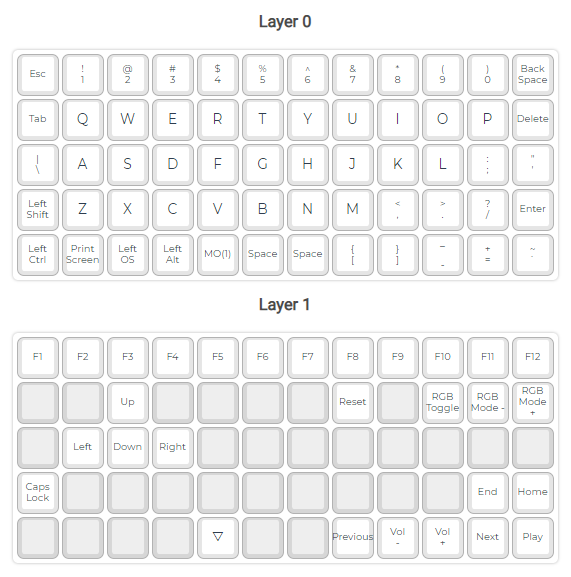 Layer 0
Esc ! 1 @ 2 # 3 $ 4 % 5 ^ 6 & 7 * 8 ( 9 ) 0 Back Space
Tab Q W E R T Y U I O P Delete
| \ A S D F G H J K L : ; " '
Left Shift Z X C V B N M < , > . ? / Enter
Left Ctrl Print Screen Left OS Left Alt MO(1) Space Space { [ } ] _ - + = ~ `
Layer 1
F1 F2 F3 F4 F5 F6 F7 F8 F9 F10 F11 F12
Up Reset RGB Toggle RGB Mode - RGB Mode +
Left Down Right
Caps Lock End Home
▽ Previous Vol - Vol + Next Play